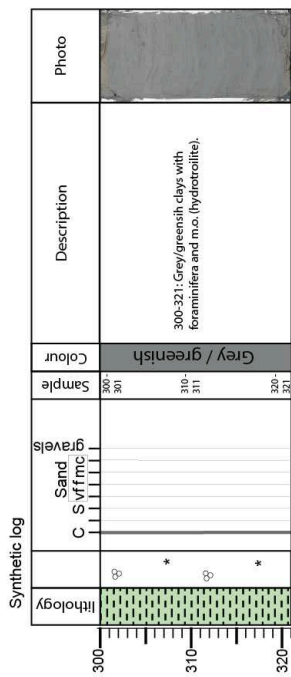 Synthetic log
lithology
Sand
C S vf f m c gravels
Sample
Colour
Description
Photo
300
310
320
*
*
300-
301
310-
311
320-
321
Grey / greenish
300-321: Grey/greensih clays with
foraminifera and m.o. (hydrotroilite).